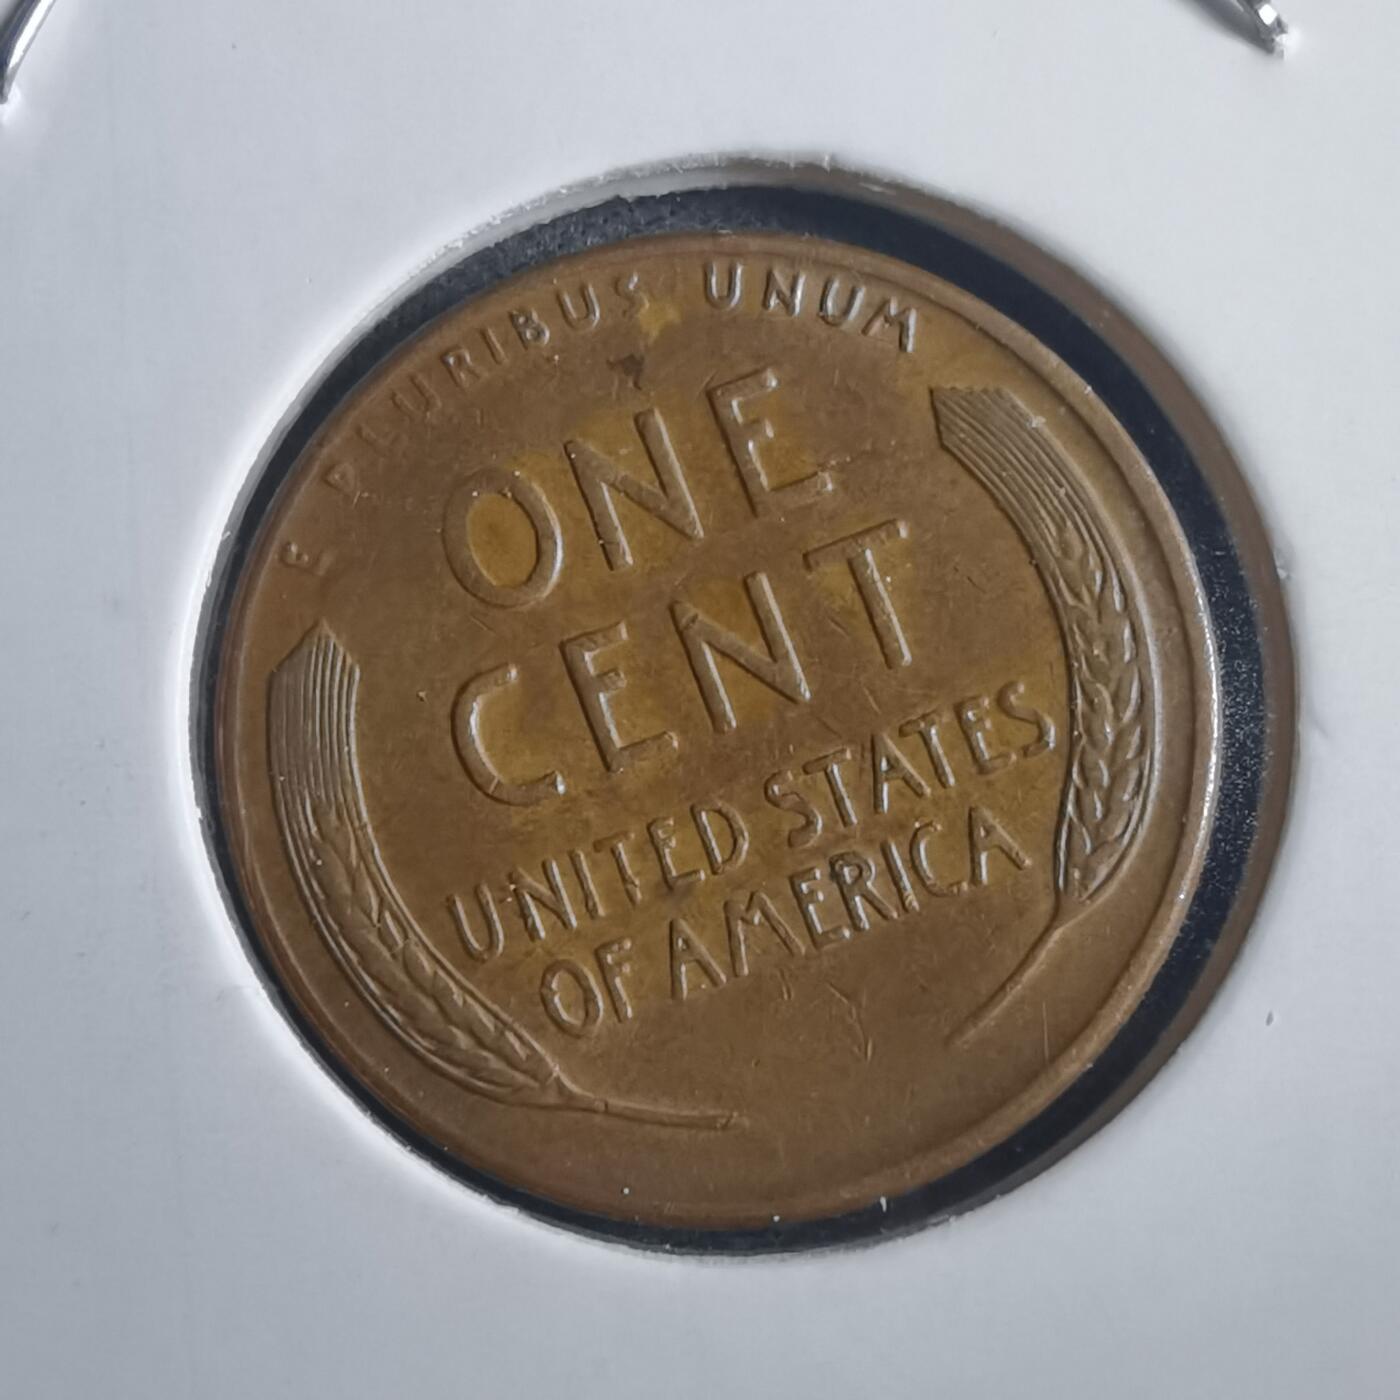 E PLURIBUS UNUM
ONE
CENT
UNITED STATES
OF AMERICA